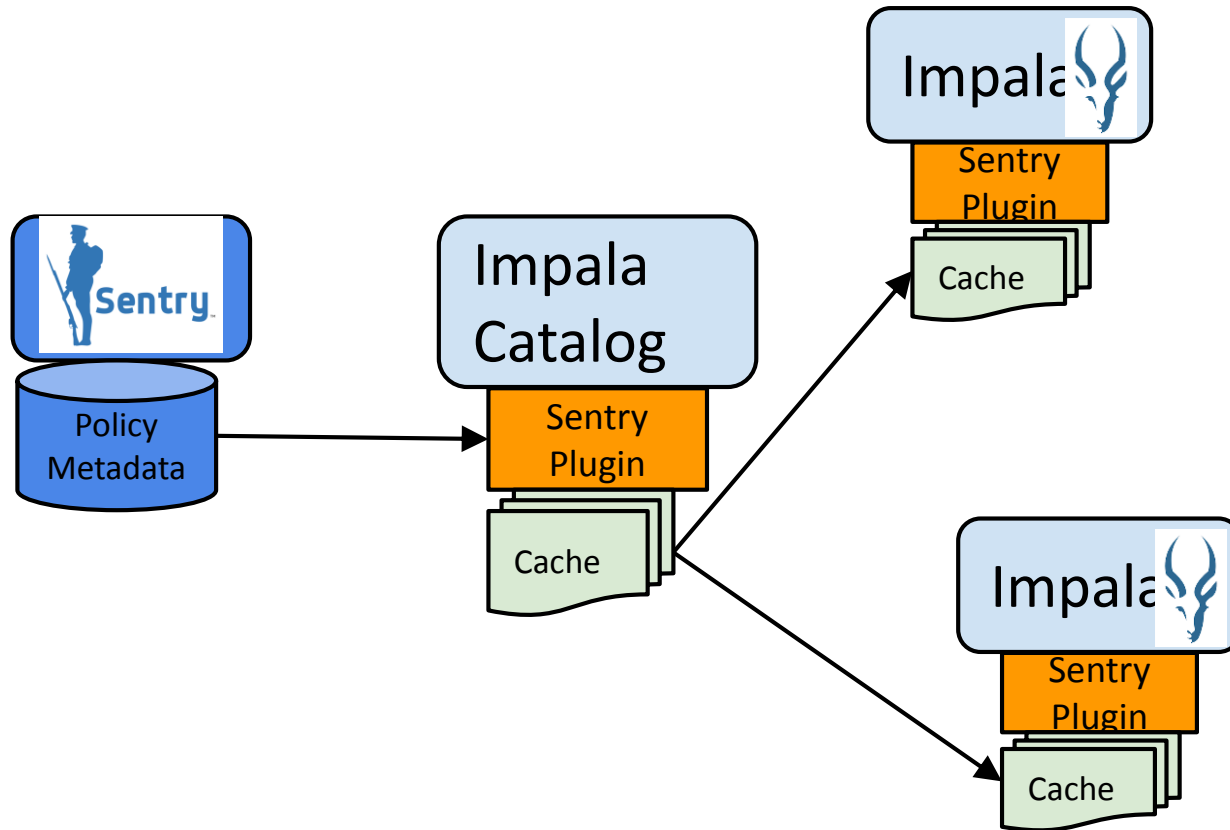 Sentry
Policy
Metadata
Impala
Catalog
Sentry
Plugin
Cache
Impala
Sentry
Plugin
Cache
Impala
Sentry
Plugin
Cache